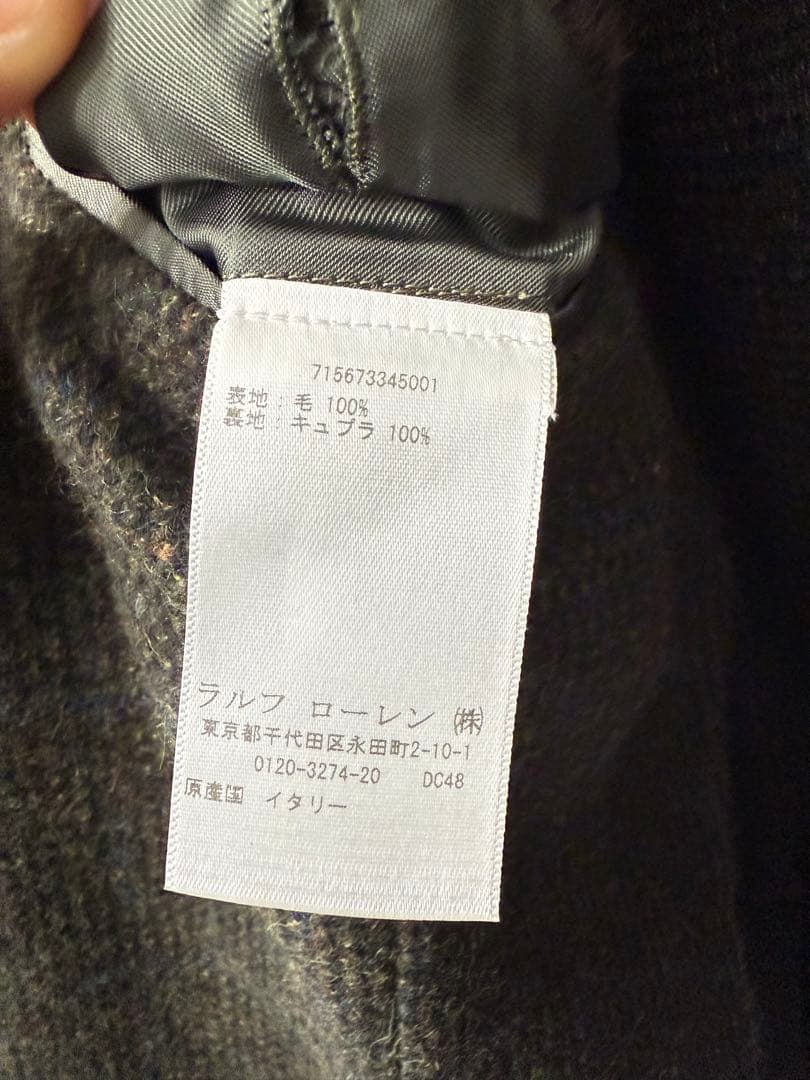 715673345001
表地 : 毛 100%
裏地 : キュプラ 100%
ラルフ ローレン ㈱
東京都千代田区永田町2-10-1
0120-3274-20 DC48
原産国 イタリー